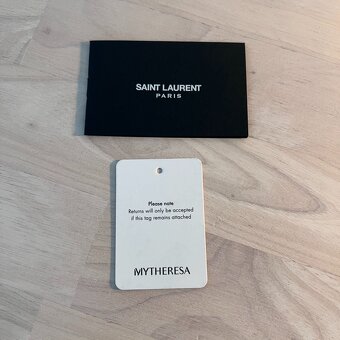 SAINT LAURENT
PARIS
Please note
Returns will only be accepted
if this tag remains attached
MYTHERESA